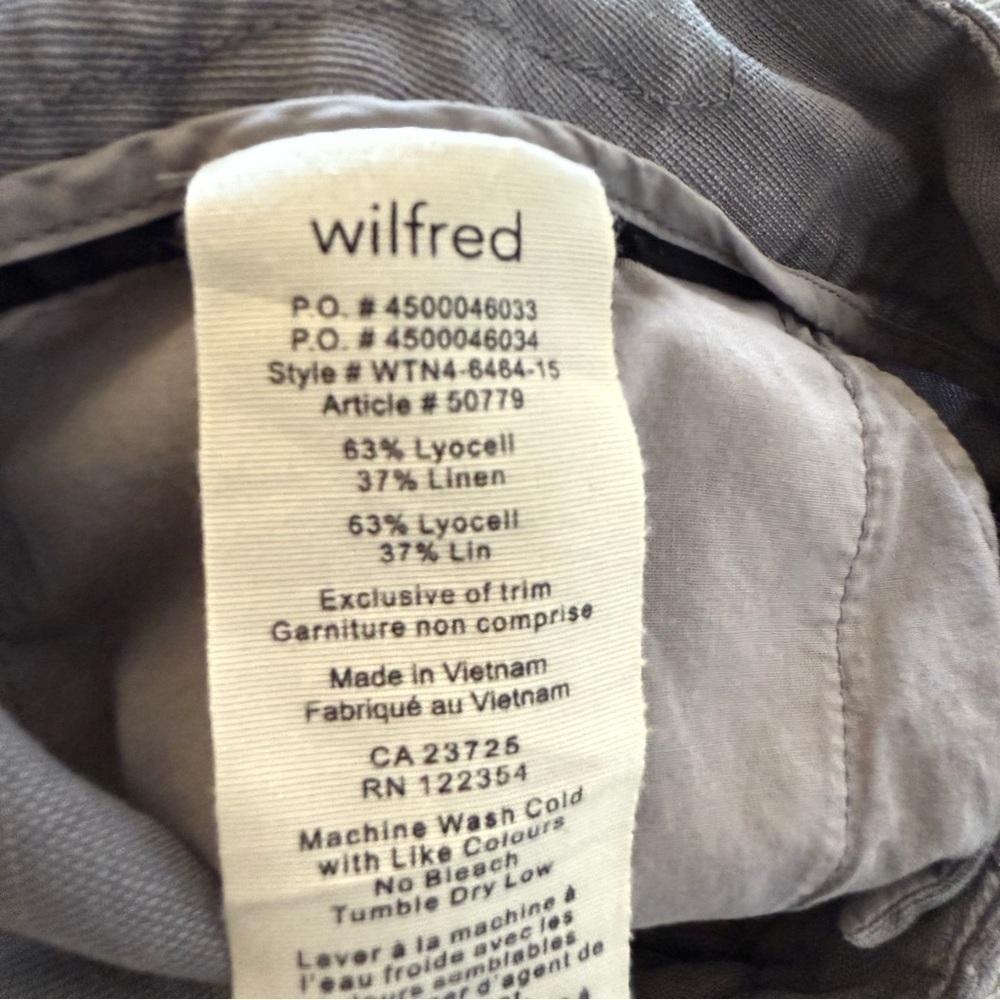 wilfred
P.O. # 4500046033
P.O. # 4500046034
Style # WTN4-6464-15
Article # 50779
63% Lyocell
37% Linen
63% Lyocell
37% Lin
Exclusive of trim
Garniture non comprise
Made in Vietnam
Fabriqué au Vietnam
CA 23725
RN 122354
Machine Wash Cold
with Like Colours
No Bleach
Tumble Dry Low
Laver à la machine à
l'eau froide avec les
semblables
d'agent de